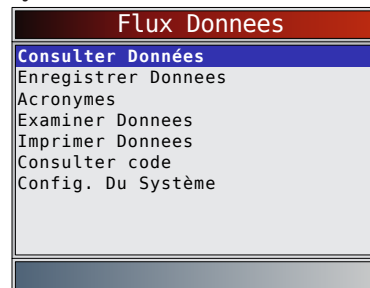 Flux Donnees
Consulter Données
Enregistrer Donnees
Acronymes
Examiner Donnees
Imprimer Donnees
Consulter code
Config. Du Système